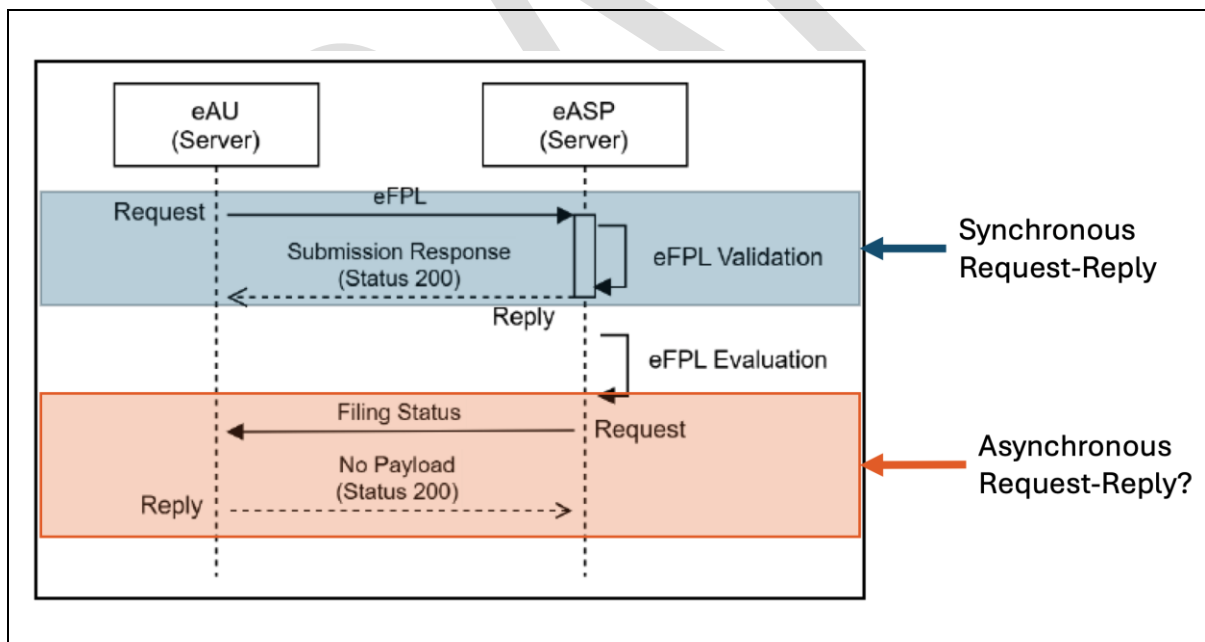 eAU
(Server)
eASP
(Server)
Request
eFPL
eFPL Validation
Submission Response
(Status 200)
Reply
Synchronous
Request-Reply
eFPL Evaluation
Filing Status
Request
No Payload
(Status 200)
Reply
Asynchronous
Request-Reply?